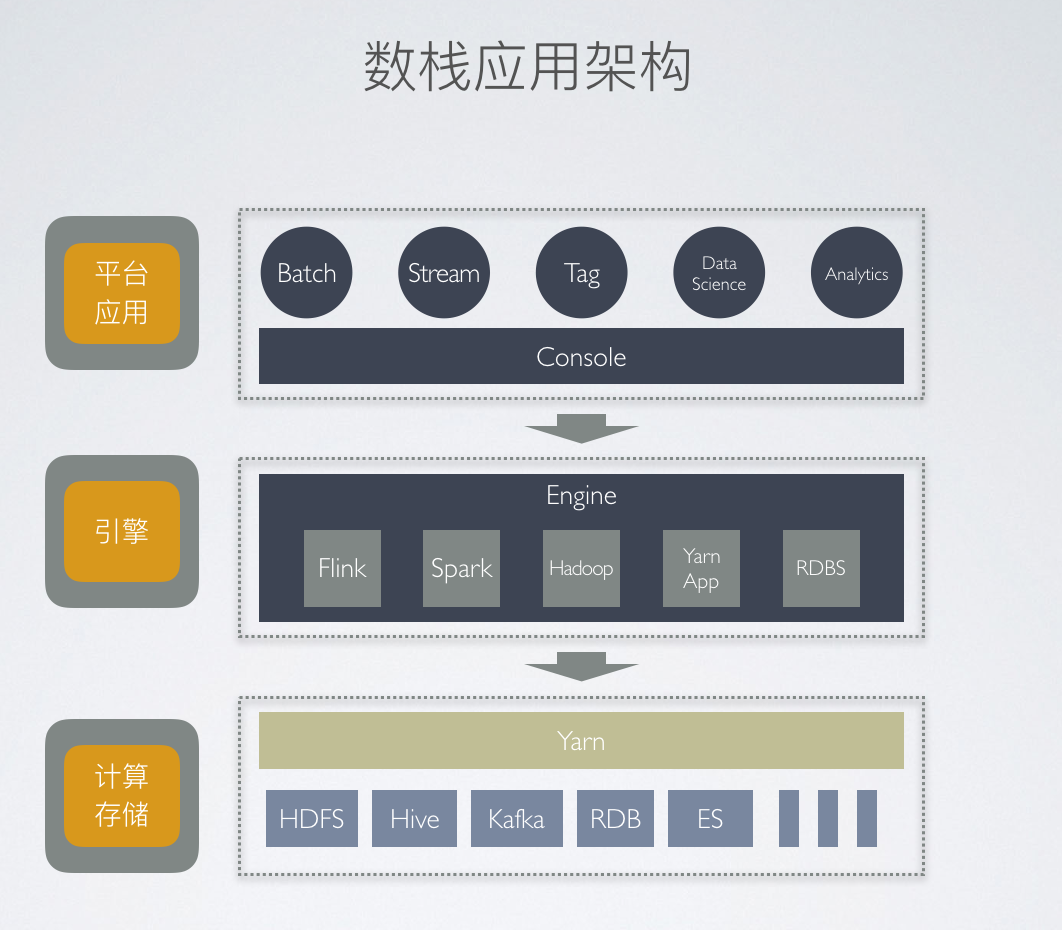 数栈应用架构
平台
应用
Batch
Stream
Tag
Data
Science
Analytics
Console
引擎
Engine
Flink
Spark
Hadoop
Yarn
App
RDBS
计算
存储
Yarn
HDFS
Hive
Kafka
RDB
ES